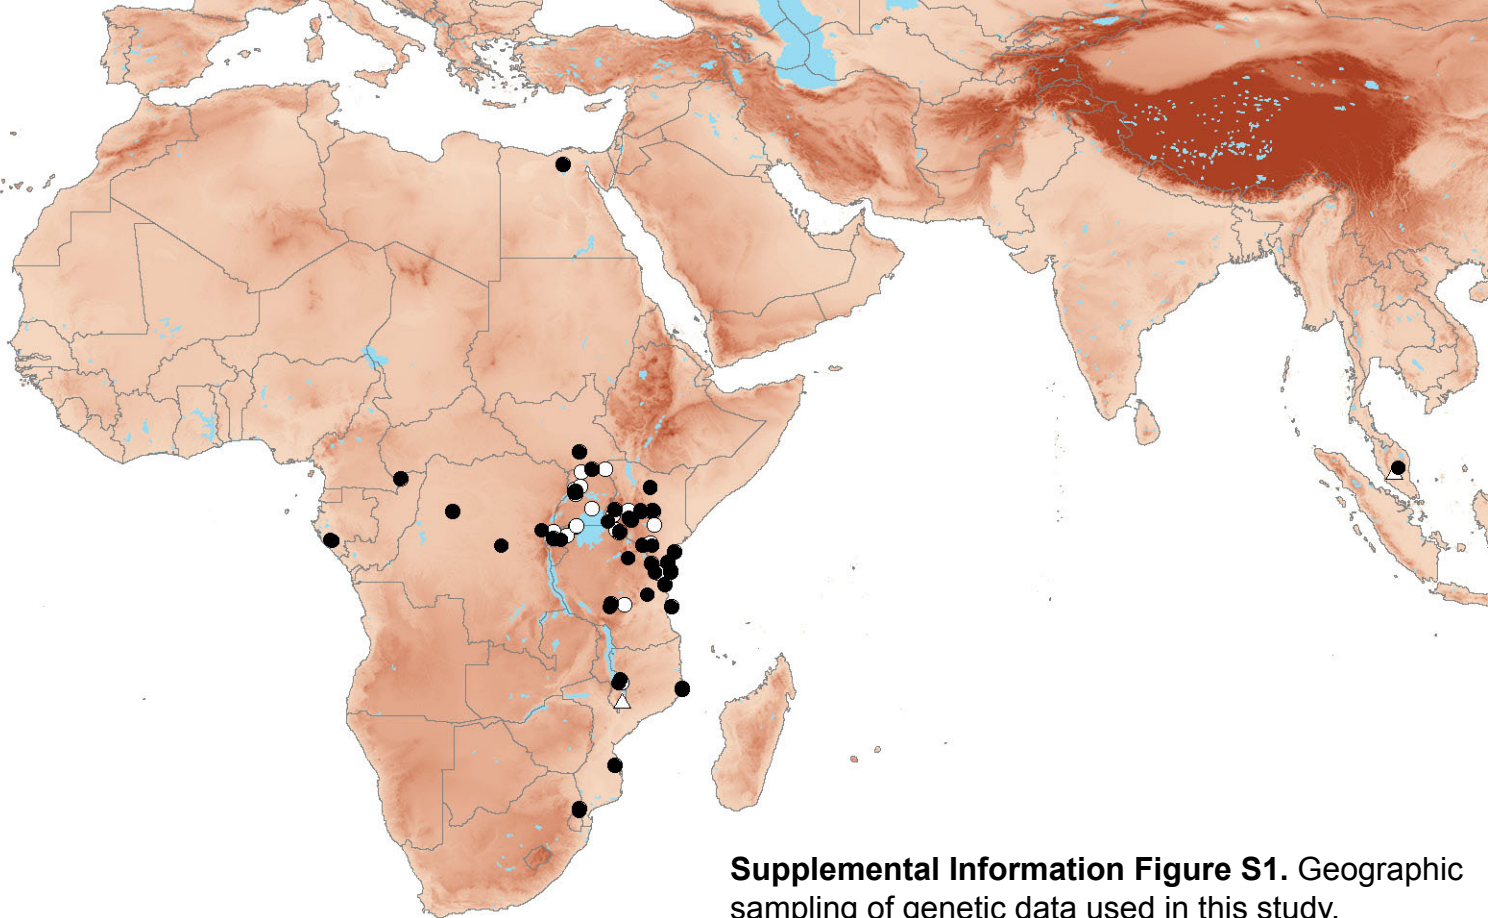 Supplemental Information Figure S1. Geographic
sampling of genetic data used in this study.